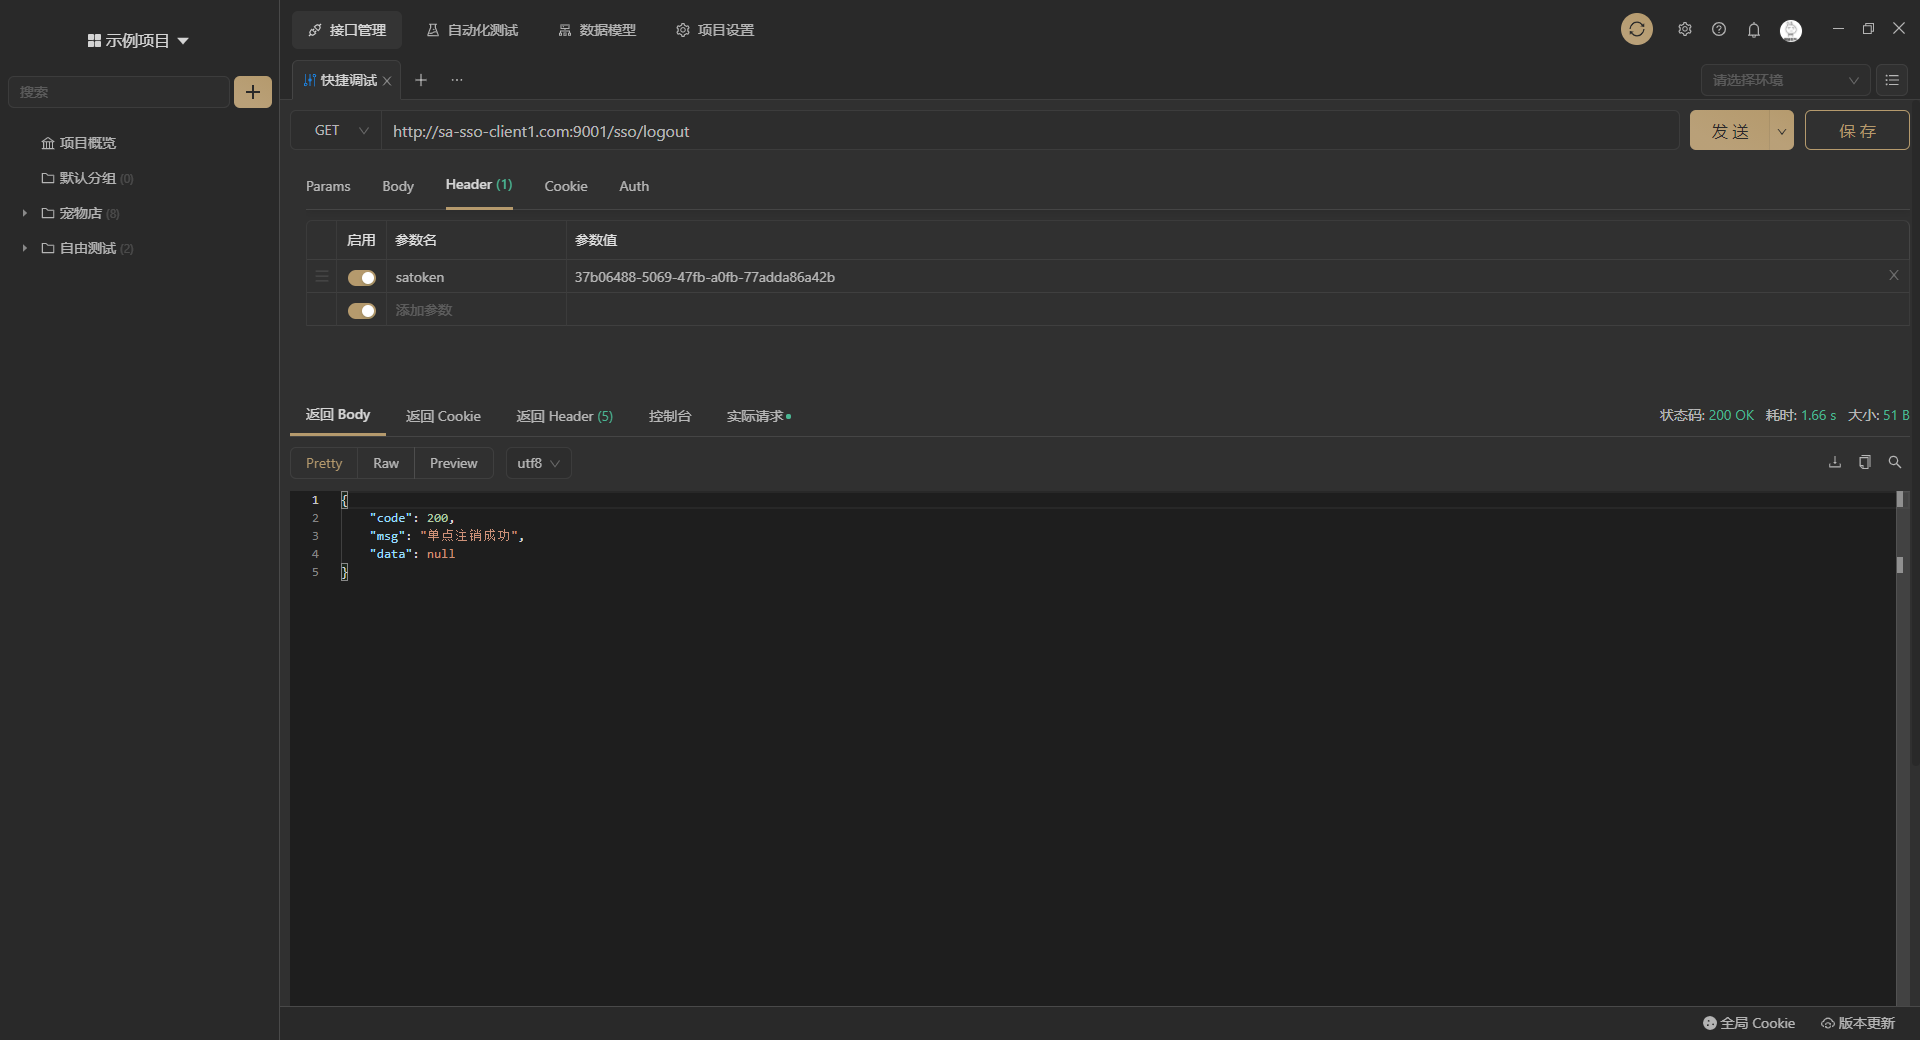 示例项目
接口管理
自动化测试
数据模型
项目设置
快捷调试
请选择环境
搜索
项目概览
默认分组 (0)
宠物店 (8)
自由测试 (2)
GET
http://sa-sso-client1.com:9001/sso/logout
发 送
保 存
Params
Body
Header (1)
Cookie
Auth
启用
参数名
参数值
satoken
37b06488-5069-47fb-a0fb-77adda86a42b
添加参数
返回 Body
返回 Cookie
返回 Header (5)
控制台
实际请求
状态码: 200 OK
耗时: 1.66 s
大小: 51 B
Pretty
Raw
Preview
utf8
1 {
2 "code": 200,
3 "msg": "单点注销成功",
4 "data": null
5 }
全局 Cookie
版本更新